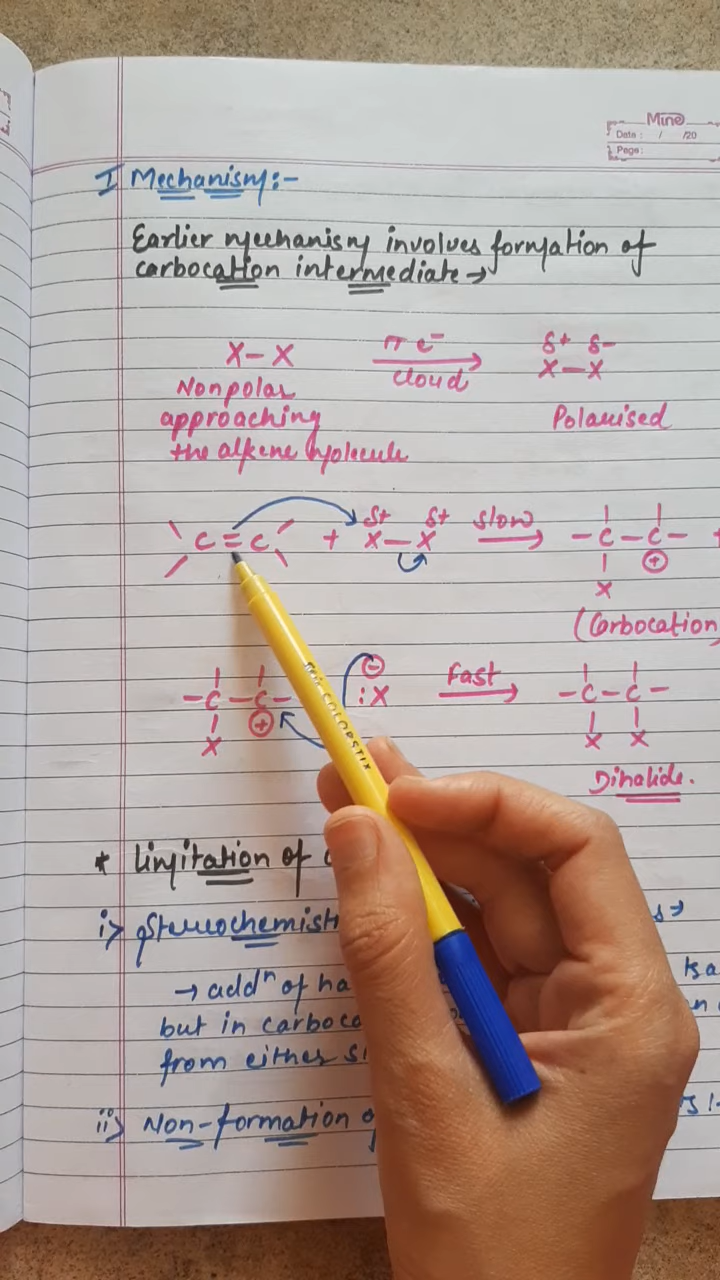 Mine
Date : / /20
Page:
I Mechanism:-
Earlier mechanism involves formation of
carbocation intermediate→
X-X π e⁻ cloud → δ+ δ- X-X
Nonpolar Polarised
approaching
the alkene molecule
C=C + δ+ δ+ X-X slow → -C-C- ⊕ X +
(Carbocation)
-C-C- ⊕ X ⊖ :X Fast → -C-C- X X
Dihalide.
* Limitation of
i> Stereochemist
→ addⁿ of ha
but in carboca
from either si
ii> Non-formation